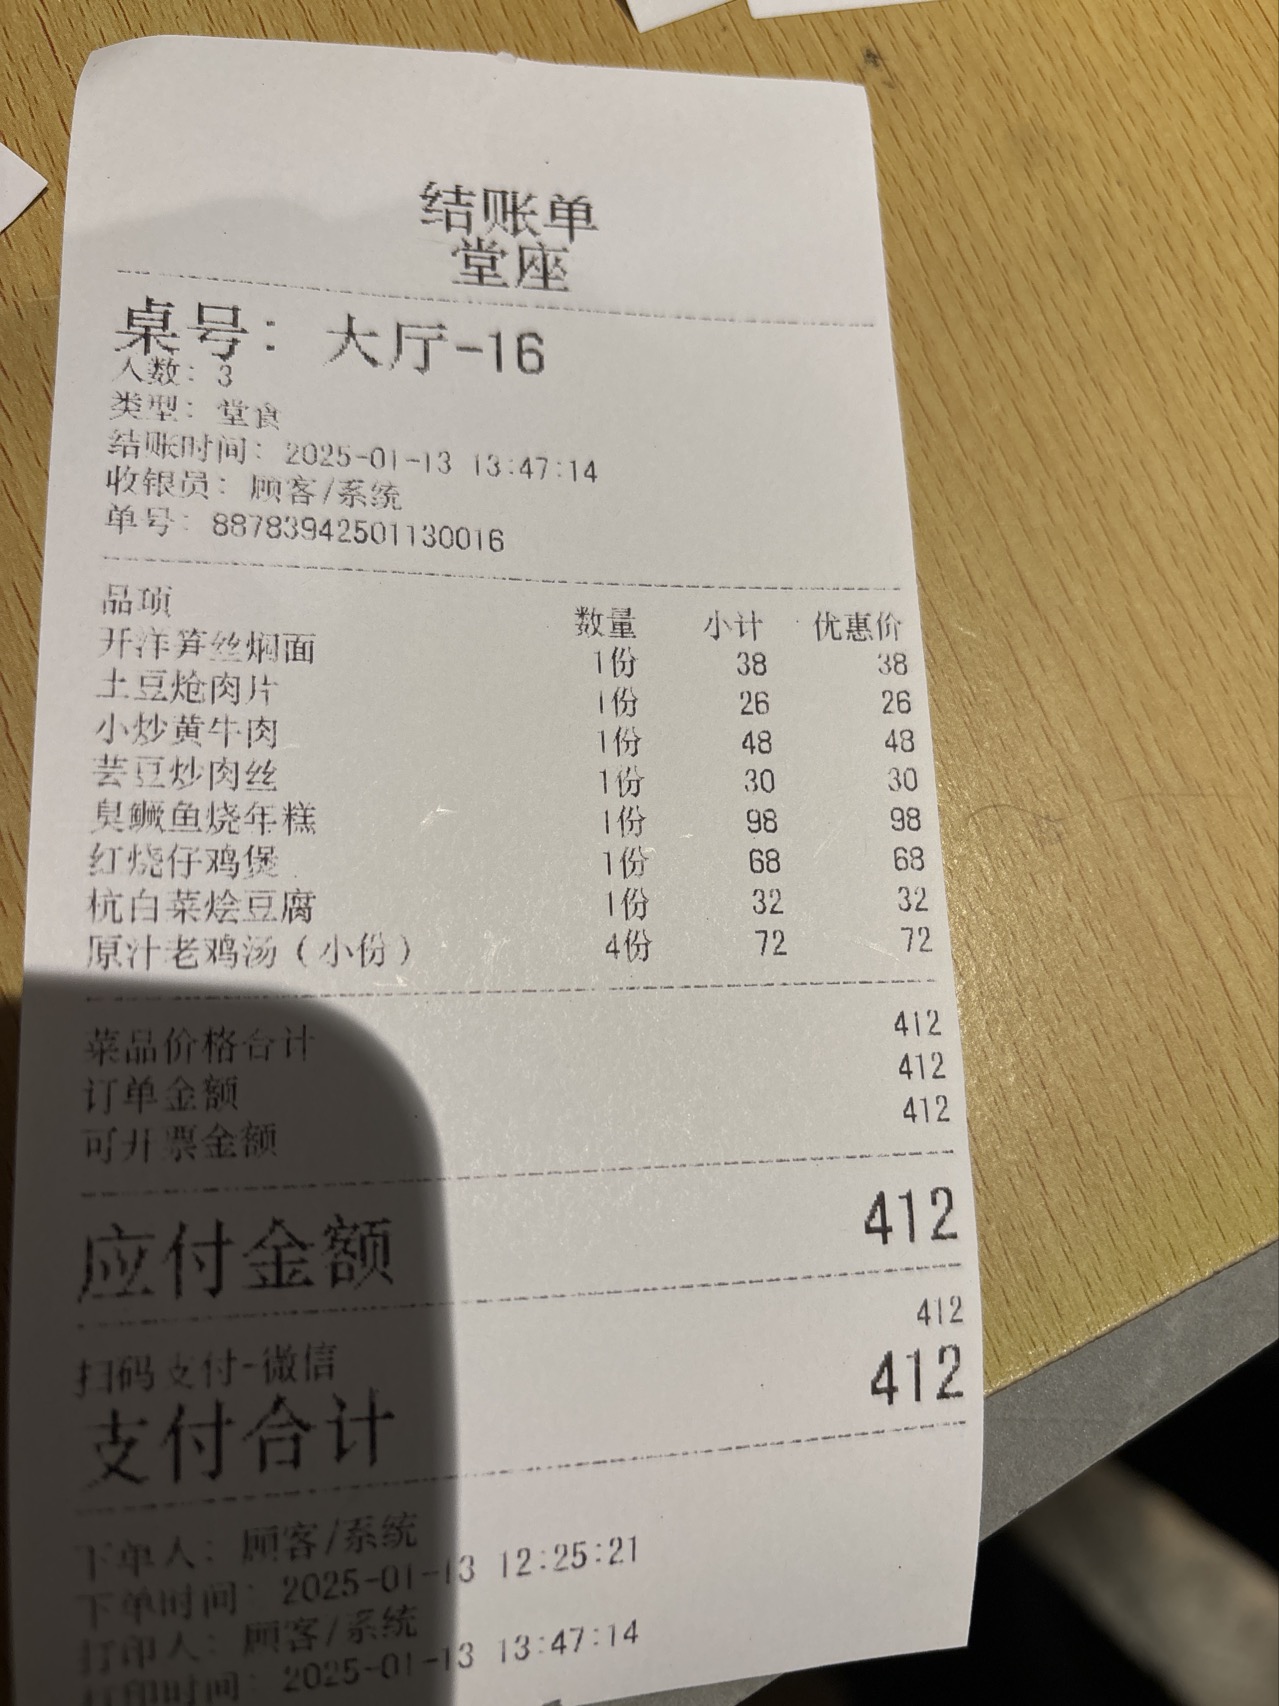 结账单
堂座
桌号: 大厅-16
人数: 3
类型: 堂食
结账时间: 2025-01-13 13:47:14
收银员: 顾客/系统
单号: 88783942501130016
品项 数量 小计 优惠价
开洋笋丝焖面 1份 38 38
土豆炝肉片 1份 26 26
小炒黄牛肉 1份 48 48
芸豆炒肉丝 1份 30 30
臭鳜鱼烧年糕 1份 98 98
红烧仔鸡煲 1份 68 68
杭白菜烩豆腐 1份 32 32
原汁老鸡汤(小份) 4份 72 72
菜品价格合计 412
订单金额 412
可开票金额 412
应付金额 412
扫码支付-微信 412
支付合计 412
下单人: 顾客/系统
下单时间: 2025-01-13 12:25:21
打印人: 顾客/系统
打印时间: 2025-01-13 13:47:14